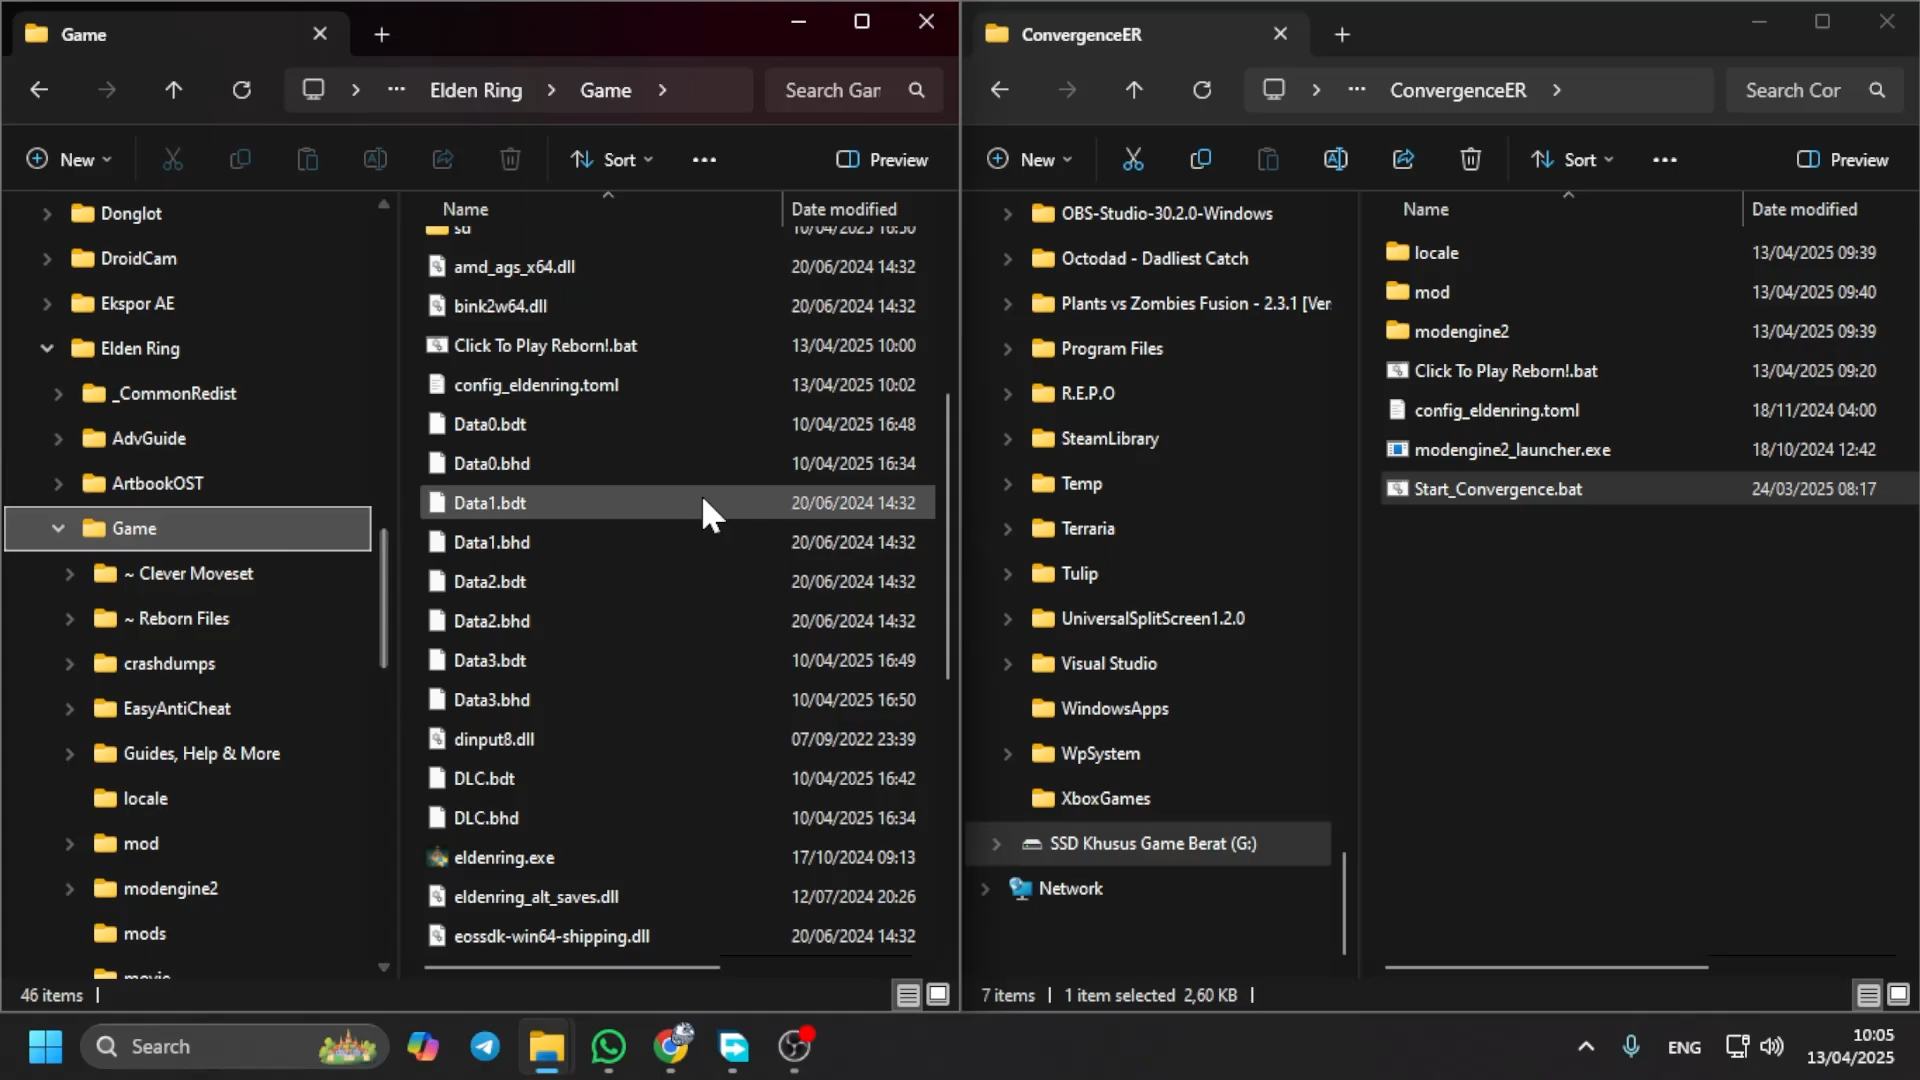 Game
Elden Ring
Game
Search Gar
New
Sort
Preview
Donglot
DroidCam
Ekspor AE
Elden Ring
_CommonRedist
AdvGuide
ArtbookOST
Game
~ Clever Moveset
~ Reborn Files
crashdumps
EasyAntiCheat
Guides, Help & More
locale
mod
modengine2
mods
movie
Name Date modified
sd 10/04/2025 16:50
amd_ags_x64.dll 20/06/2024 14:32
bink2w64.dll 20/06/2024 14:32
Click To Play Reborn!.bat 13/04/2025 10:00
config_eldenring.toml 13/04/2025 10:02
Data0.bdt 10/04/2025 16:48
Data0.bhd 10/04/2025 16:34
Data1.bdt 20/06/2024 14:32
Data1.bhd 20/06/2024 14:32
Data2.bdt 20/06/2024 14:32
Data2.bhd 20/06/2024 14:32
Data3.bdt 10/04/2025 16:49
Data3.bhd 10/04/2025 16:50
dinput8.dll 07/09/2022 23:39
DLC.bdt 10/04/2025 16:42
DLC.bhd 10/04/2025 16:34
eldenring.exe 17/10/2024 09:13
eldenring_alt_saves.dll 12/07/2024 20:26
eossdk-win64-shipping.dll 20/06/2024 14:32
46 items
ConvergenceER
ConvergenceER
Search Cor
New
Sort
Preview
OBS-Studio-30.2.0-Windows
Octodad - Dadliest Catch
Plants vs Zombies Fusion - 2.3.1 [Ver
Program Files
R.E.P.O
SteamLibrary
Temp
Terraria
Tulip
UniversalSplitScreen1.2.0
Visual Studio
WindowsApps
WpSystem
XboxGames
SSD Khusus Game Berat (G:)
Network
Name Date modified
locale 13/04/2025 09:39
mod 13/04/2025 09:40
modengine2 13/04/2025 09:39
Click To Play Reborn!.bat 13/04/2025 09:20
config_eldenring.toml 18/11/2024 04:00
modengine2_launcher.exe 18/10/2024 12:42
Start_Convergence.bat 24/03/2025 08:17
7 items 1 item selected 2,60 KB
Search
ENG
10:05
13/04/2025